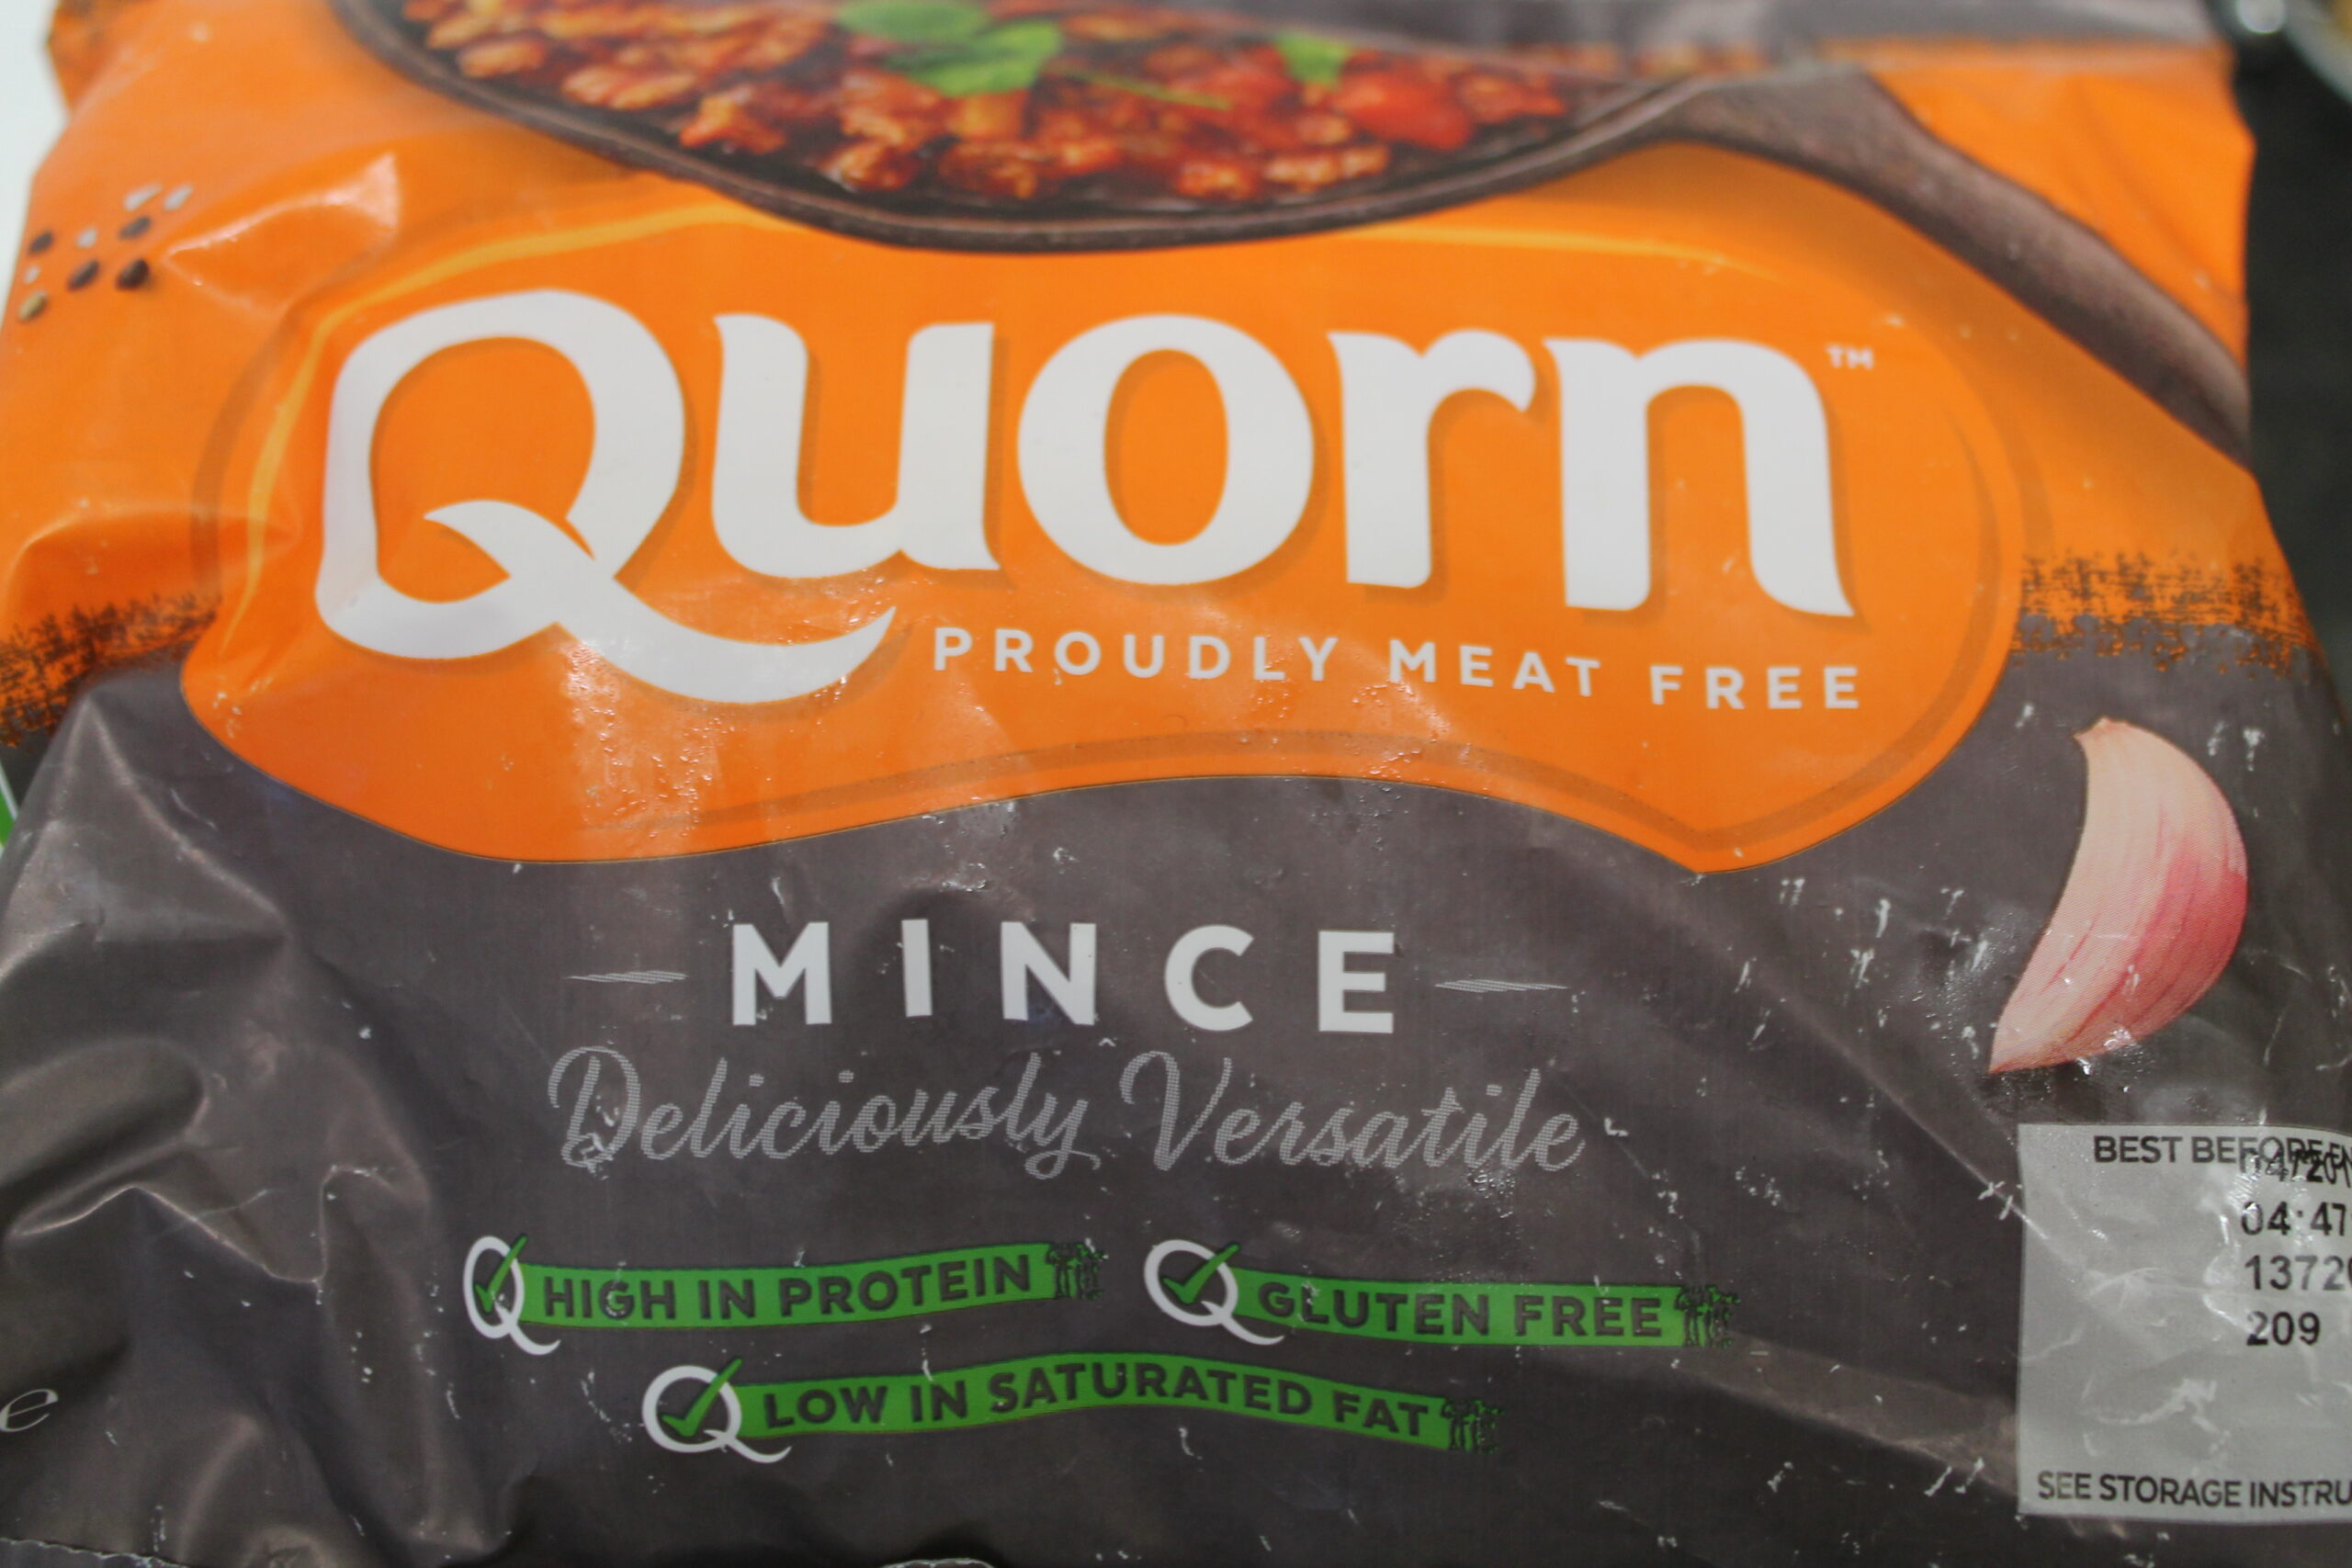 Quorn™
PROUDLY MEAT FREE
MINCE
Deliciously Versatile
HIGH IN PROTEIN
GLUTEN FREE
LOW IN SATURATED FAT
e
BEST BEFORE
04:47
209
SEE STORAGE